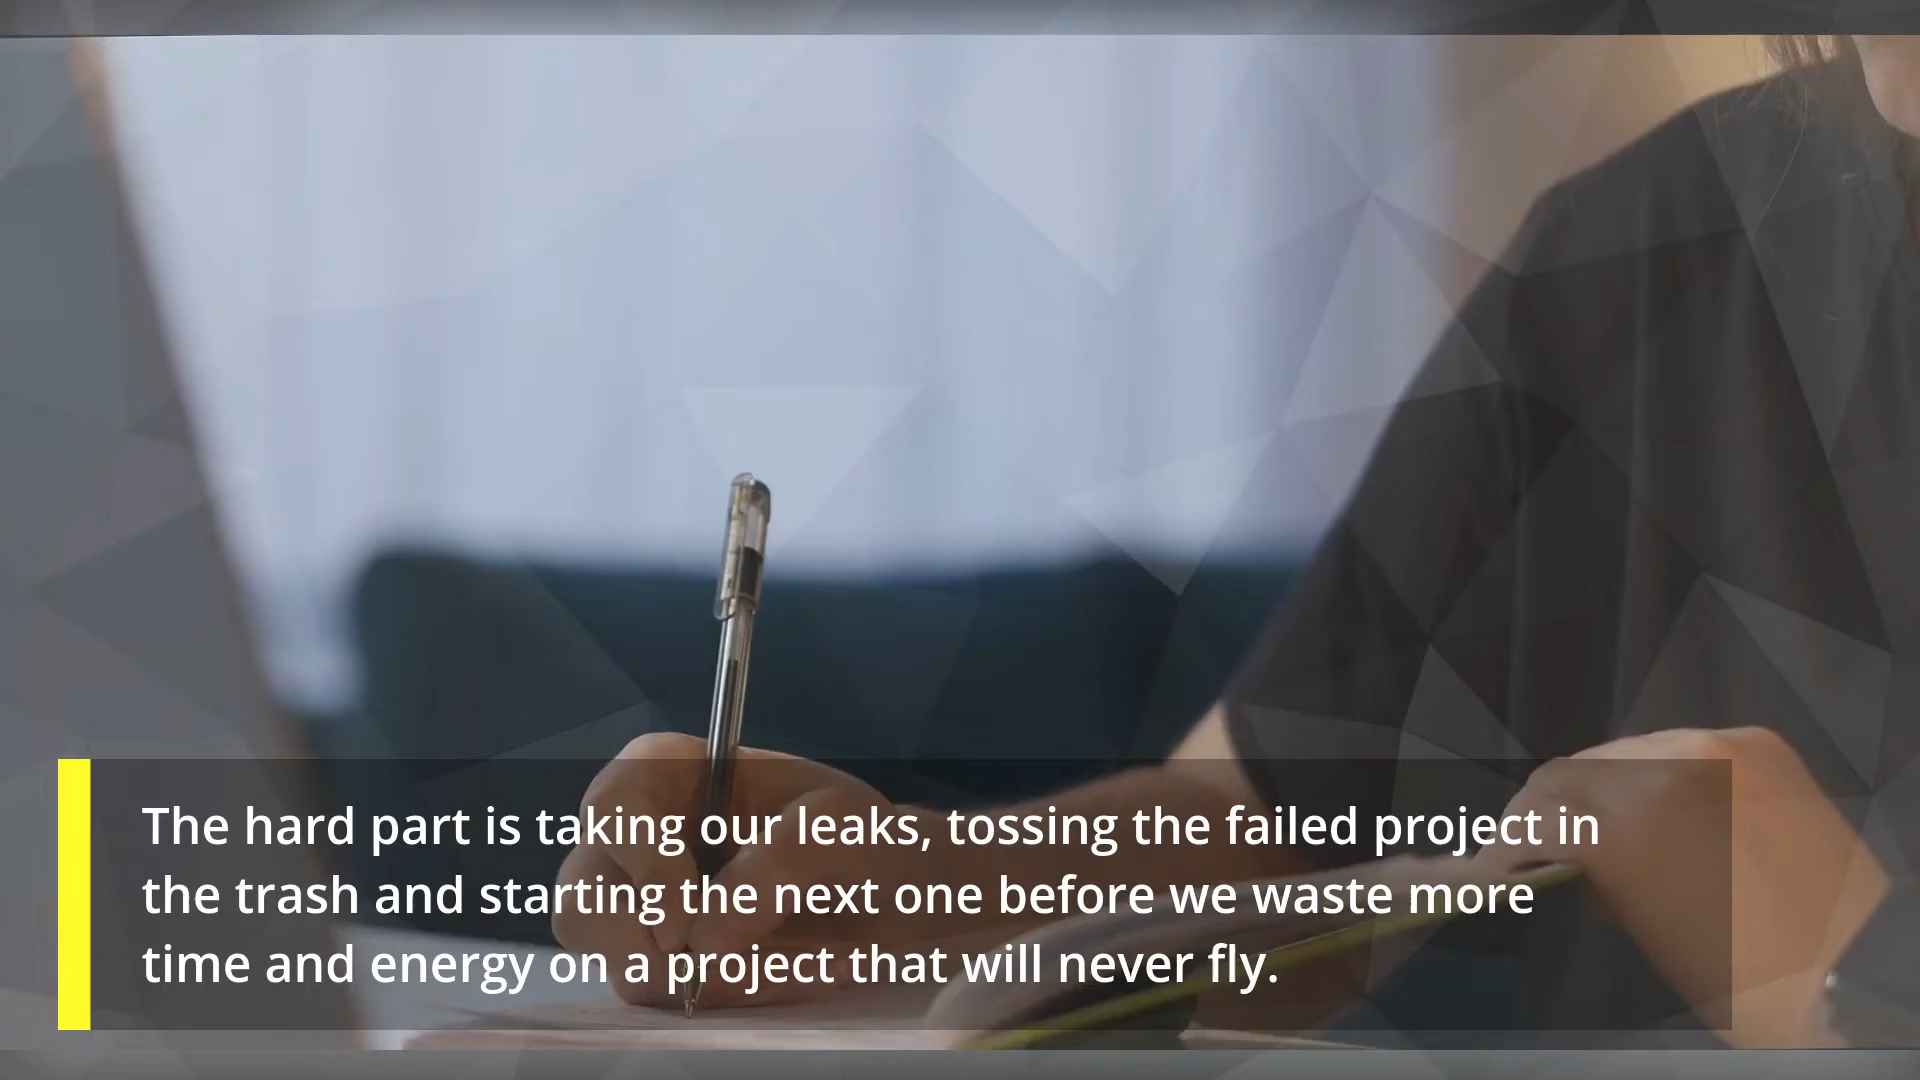 The hard part is taking our leaks, tossing the failed project in
the trash and starting the next one before we waste more
time and energy on a project that will never fly.